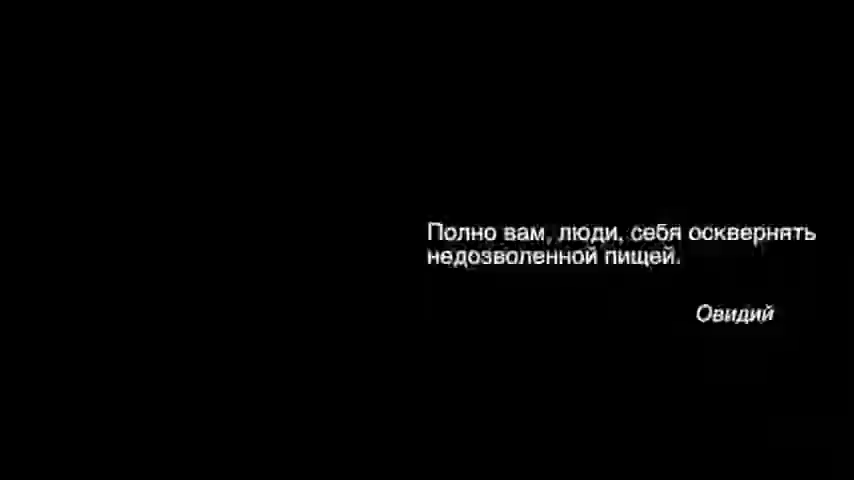 Полно вам, люди, себя осквернять
недозволенной пищей.
Овидий